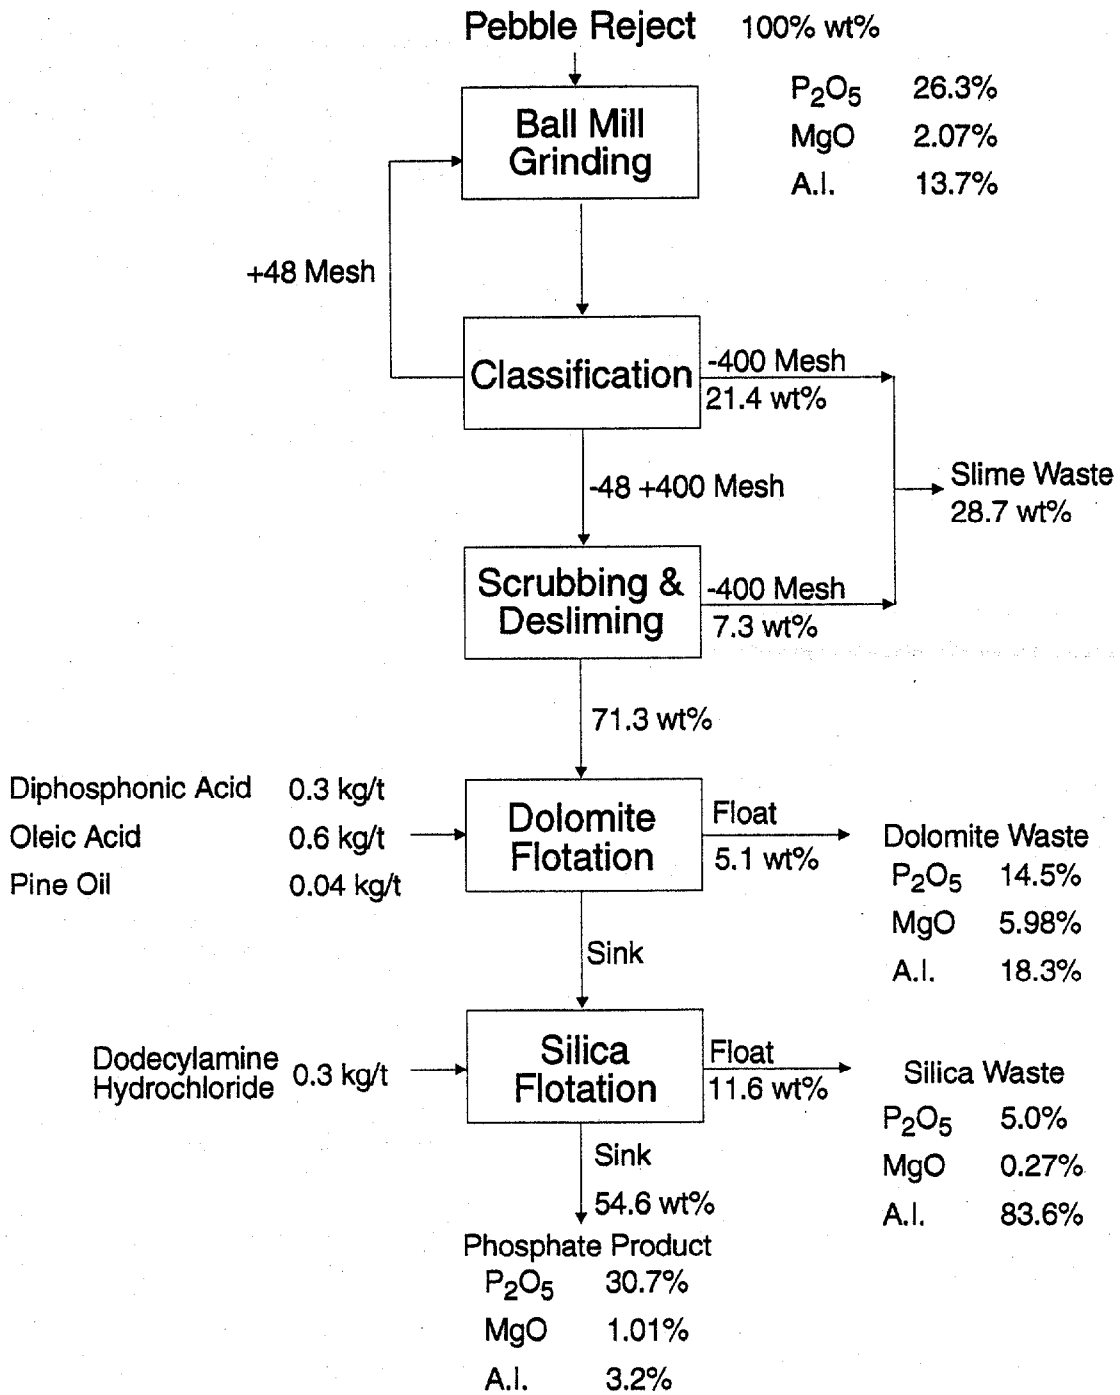 Pebble Reject 100% wt%
P₂O₅ 26.3%
MgO 2.07%
A.I. 13.7%
Ball Mill
Grinding
+48 Mesh
Classification
-400 Mesh
21.4 wt%
-48 +400 Mesh
Slime Waste
28.7 wt%
Scrubbing &
Desliming
-400 Mesh
7.3 wt%
71.3 wt%
Diphosphonic Acid 0.3 kg/t
Oleic Acid 0.6 kg/t
Pine Oil 0.04 kg/t
Dolomite
Flotation
Float
5.1 wt%
Dolomite Waste
P₂O₅ 14.5%
MgO 5.98%
A.I. 18.3%
Sink
Dodecylamine
Hydrochloride 0.3 kg/t
Silica
Flotation
Float
11.6 wt%
Silica Waste
P₂O₅ 5.0%
MgO 0.27%
A.I. 83.6%
Sink
54.6 wt%
Phosphate Product
P₂O₅ 30.7%
MgO 1.01%
A.I. 3.2%